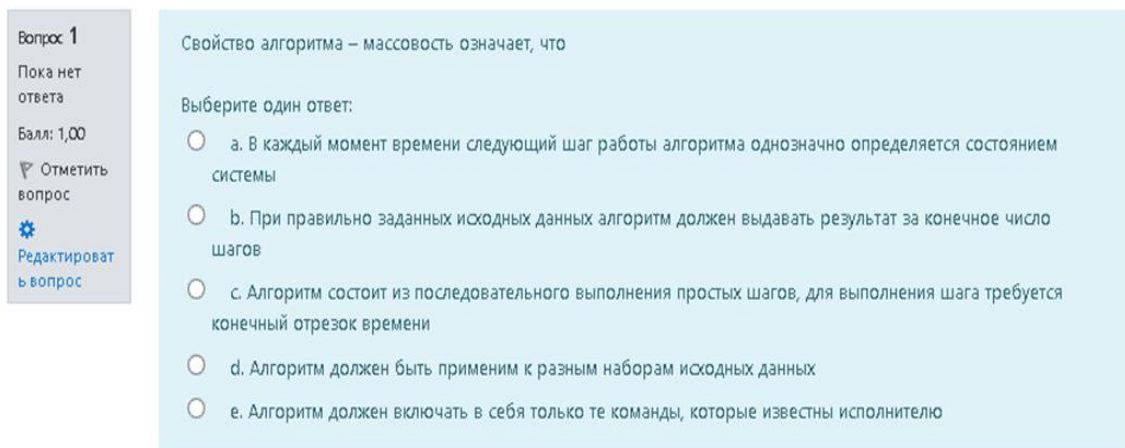 Вопрос 1
Пока нет
ответа
Балл: 1,00
Отметить
вопрос
Редактироват
ь вопрос
Свойство алгоритма – массовость означает, что
Выберите один ответ:
a. В каждый момент времени следующий шаг работы алгоритма однозначно определяется состоянием
системы
b. При правильно заданных исходных данных алгоритм должен выдавать результат за конечное число
шагов
c. Алгоритм состоит из последовательного выполнения простых шагов, для выполнения шага требуется
конечный отрезок времени
d. Алгоритм должен быть применим к разным наборам исходных данных
e. Алгоритм должен включать в себя только те команды, которые известны исполнителю